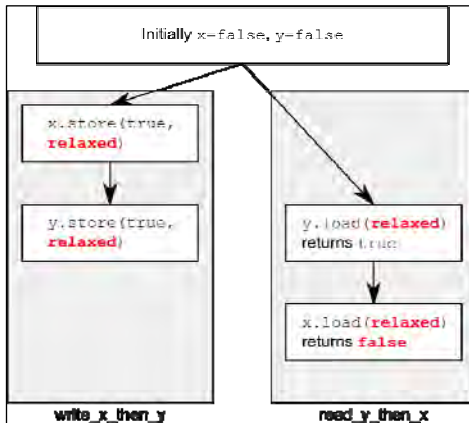 Initially x=false, y=false
x.store(true,
relaxed)
y.store(true,
relaxed)
y.load(relaxed)
returns true
x.load(relaxed)
returns false
write_x_then_y
read_y_then_x